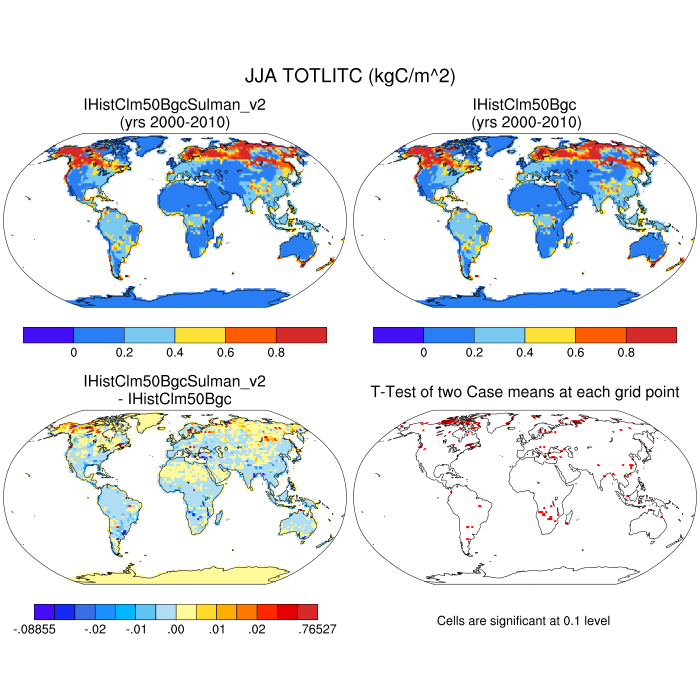 JJA TOTLITC (kgC/m^2)
IHistClm50BgcSulman_v2
(yrs 2000-2010)
IHistClm50Bgc
(yrs 2000-2010)
0 0.2 0.4 0.6 0.8
0 0.2 0.4 0.6 0.8
IHistClm50BgcSulman_v2
- IHistClm50Bgc
T-Test of two Case means at each grid point
-.08855 -.02 -.01 .00 .01 .02 .76527
Cells are significant at 0.1 level